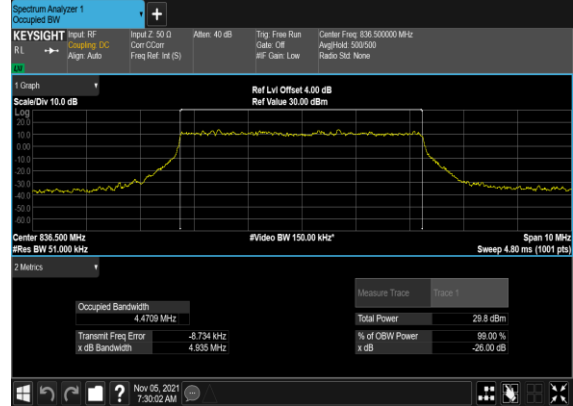 Spectrum Analyzer 1
Occupied BW
+
KEYSIGHT Input: RF Input Z: 50 Ω Atten: 40 dB Trig: Free Run Center Freq: 836.500000 MHz
RL Coupling: DC Corr CCorr Gate: Off Avg|Hold: 500/500
Align: Auto Freq Ref: Int (S) #IF Gain: Low Radio Std: None
1 Graph
Ref Lvl Offset 4.00 dB
Scale/Div 10.0 dB Ref Value 30.00 dBm
Log
20.0
10.0
0.00
-10.0
-20.0
-30.0
-40.0
-50.0
-60.0
Center 836.500 MHz #Video BW 150.00 kHz* Span 10 MHz
#Res BW 51.000 kHz Sweep 4.80 ms (1001 pts)
2 Metrics
Measure Trace Trace 1
Occupied Bandwidth
4.4709 MHz Total Power 29.8 dBm
Transmit Freq Error -8.734 kHz % of OBW Power 99.00 %
x dB Bandwidth 4.935 MHz x dB -26.00 dB
? Nov 05, 2021
7:30:02 AM